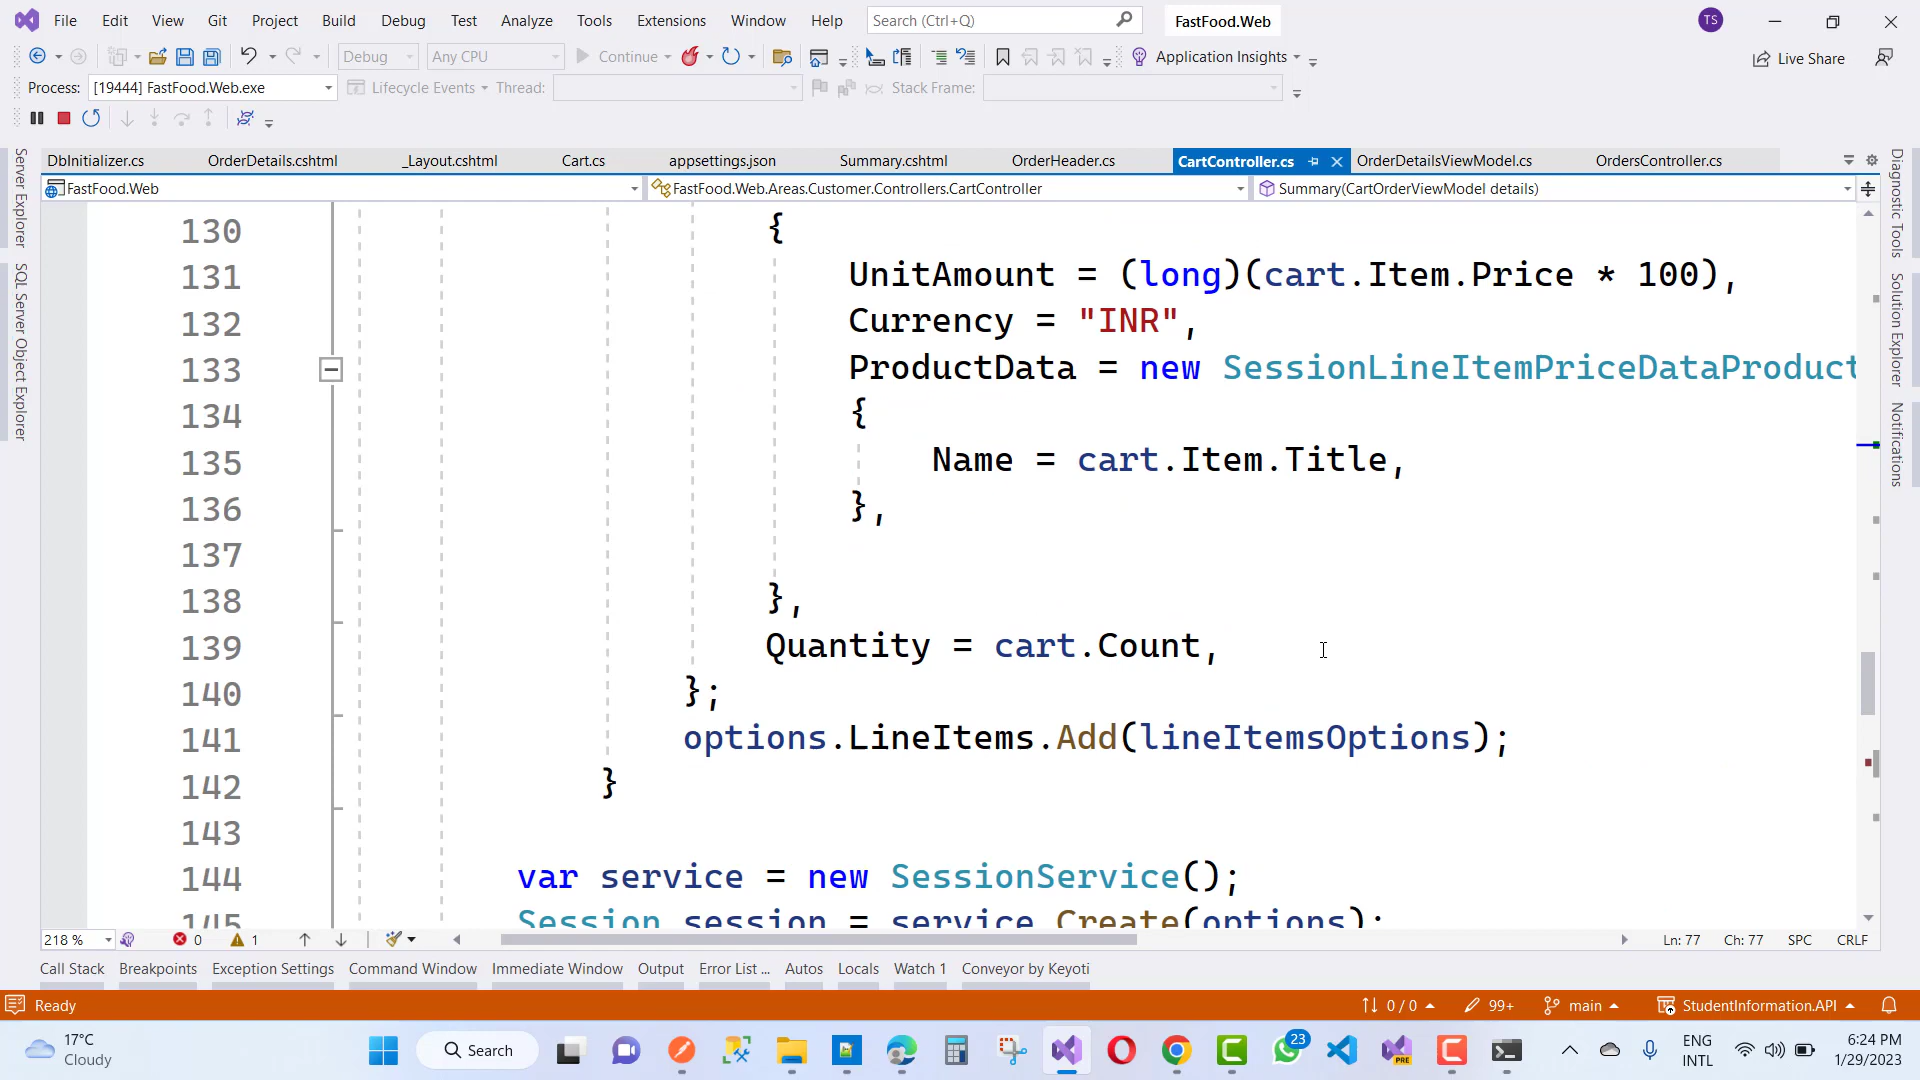 File Edit View Git Project Build Debug Test Analyze Tools Extensions Window Help Search (Ctrl+Q) FastFood.Web TS
Debug Any CPU Continue Application Insights Live Share
Process: [19444] FastFood.Web.exe Lifecycle Events Thread: Stack Frame:
DbInitializer.cs OrderDetails.cshtml _Layout.cshtml Cart.cs appsettings.json Summary.cshtml OrderHeader.cs CartController.cs OrderDetailsViewModel.cs OrdersController.cs
FastFood.Web FastFood.Web.Areas.Customer.Controllers.CartController Summary(CartOrderViewModel details)
Server Explorer
SQL Server Object Explorer
130 {
131 UnitAmount = (long)(cart.Item.Price * 100),
132 Currency = "INR",
133 ProductData = new SessionLineItemPriceDataProduct
134 {
135 Name = cart.Item.Title,
136 },
137
138 },
139 Quantity = cart.Count,
140 };
141 options.LineItems.Add(lineItemsOptions);
142 }
143
144 var service = new SessionService();
145 Session session = service.Create(options);
Diagnostic Tools
Solution Explorer
Notifications
218 % 0 1 Ln: 77 Ch: 77 SPC CRLF
Call Stack Breakpoints Exception Settings Command Window Immediate Window Output Error List ... Autos Locals Watch 1 Conveyor by Keyoti
Ready 0 / 0 99+ main StudentInformation.API
17°C
Cloudy
Search
PRE
23
ENG
INTL
6:24 PM
1/29/2023